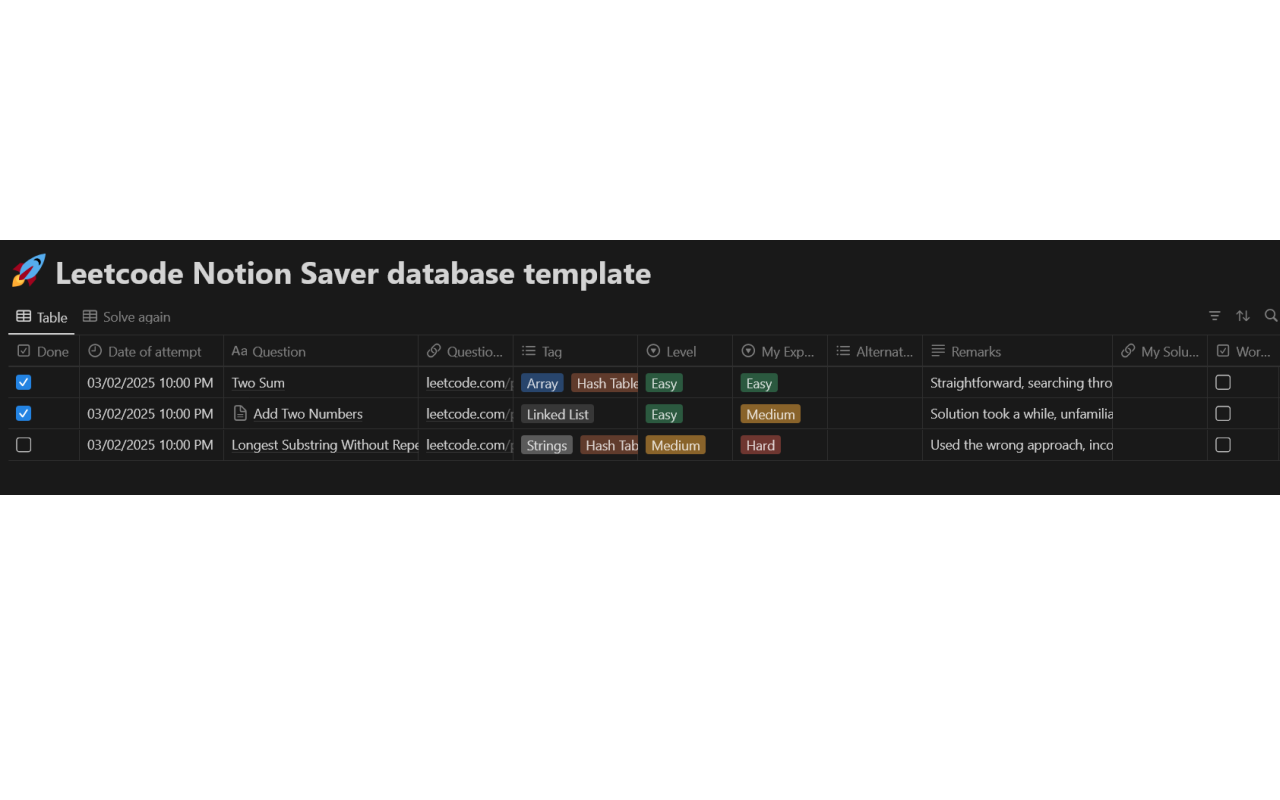 Leetcode Notion Saver database template
Table Solve again
Done Date of attempt Aa Question Questio... Tag Level My Exp... Alternat... Remarks My Solu... Wor...
03/02/2025 10:00 PM Two Sum leetcode.com/p Array Hash Table Easy Easy Straightforward, searching thro
03/02/2025 10:00 PM Add Two Numbers leetcode.com/p Linked List Easy Medium Solution took a while, unfamilia
03/02/2025 10:00 PM Longest Substring Without Repe leetcode.com/p Strings Hash Tab Medium Hard Used the wrong approach, inco